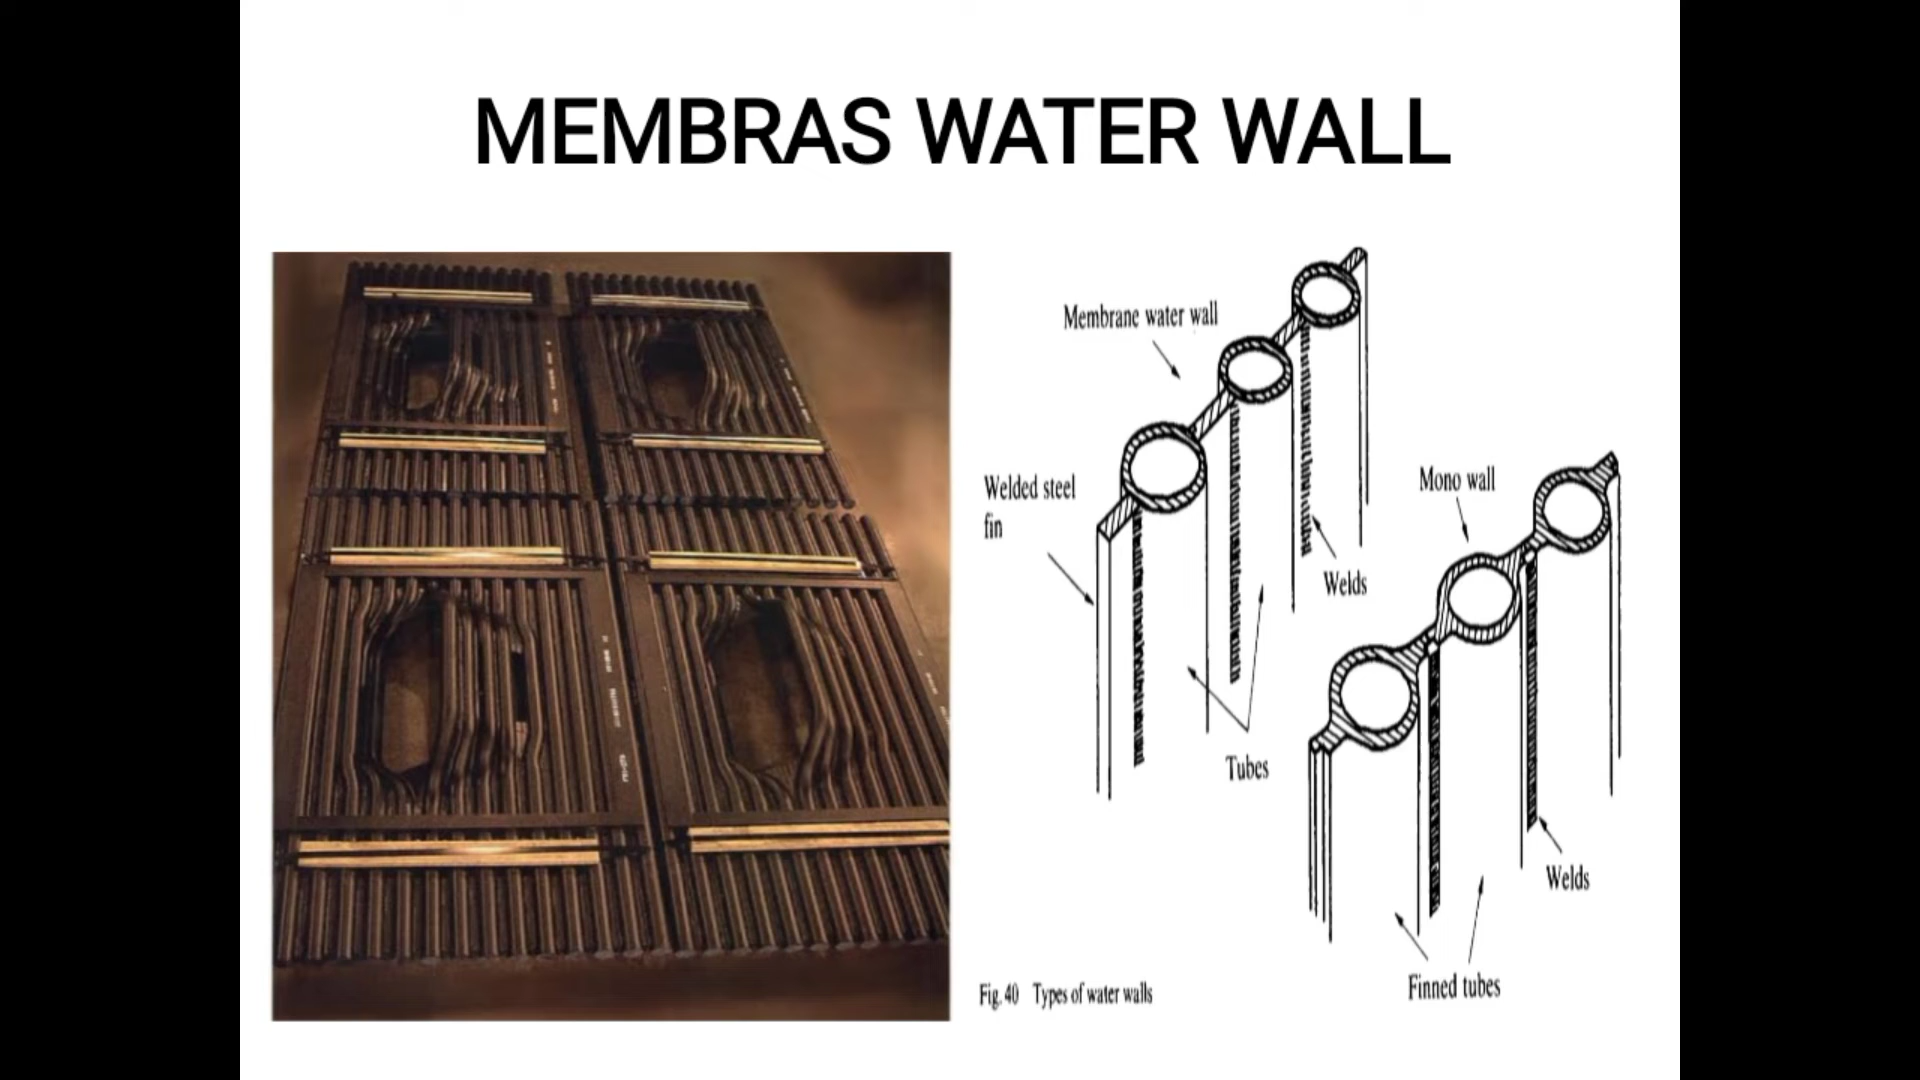 MEMBRAS WATER WALL
Membrane water wall
Welded steel
fin
Mono wall
Welds
Tubes
Welds
Finned tubes
Fig. 40 Types of water walls